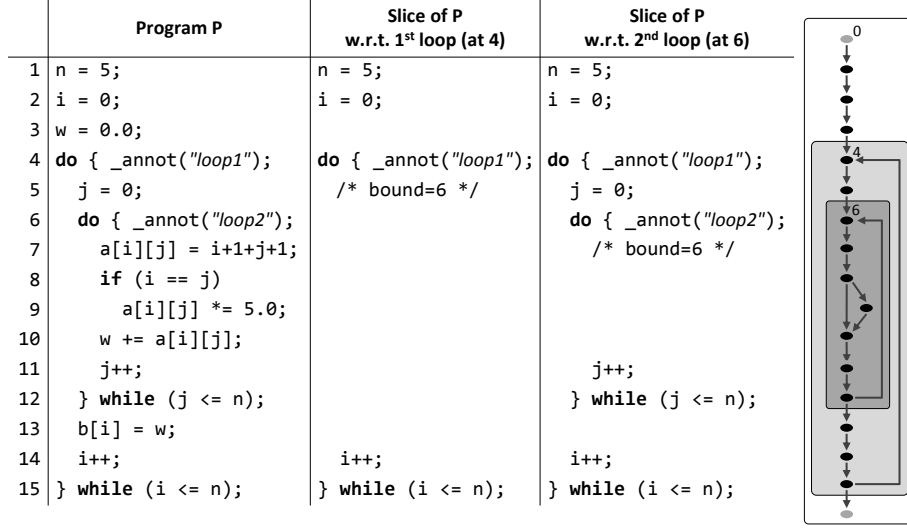 Program P Slice of P w.r.t. 1st loop (at 4) Slice of P w.r.t. 2nd loop (at 6)
1 n = 5; n = 5; n = 5;
2 i = 0; i = 0; i = 0;
3 w = 0.0;
4 do { _annot("loop1"); do { _annot("loop1"); do { _annot("loop1");
5 j = 0; /* bound=6 */ j = 0;
6 do { _annot("loop2"); do { _annot("loop2");
7 a[i][j] = i+1+j+1; /* bound=6 */
8 if (i == j)
9 a[i][j] *= 5.0;
10 w += a[i][j];
11 j++; j++;
12 } while (j <= n); } while (j <= n);
13 b[i] = w;
14 i++; i++; i++;
15 } while (i <= n); } while (i <= n); } while (i <= n);
0
4
6